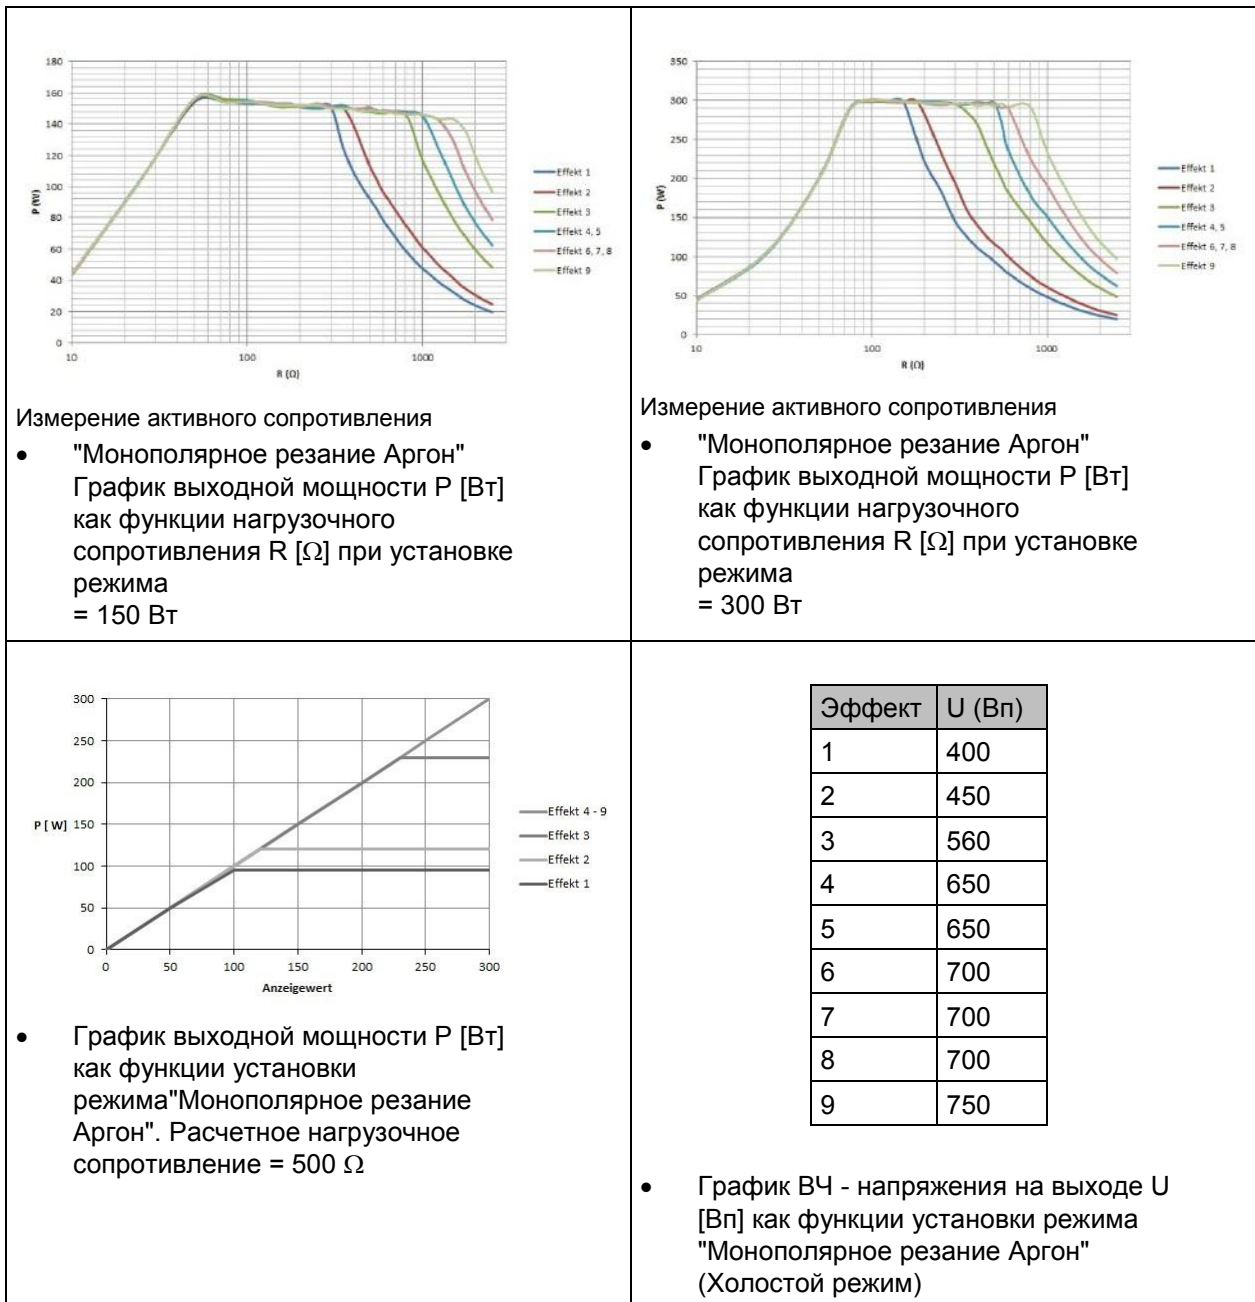 180
160
140
120
100
80
60
40
20
0
P (W)
10
100
1000
R (Ω)
Effekt 1
Effekt 2
Effekt 3
Effekt 4, 5
Effekt 6, 7, 8
Effekt 9
Измерение активного сопротивления
• "Монополярное резание Аргон"
График выходной мощности P [Вт]
как функции нагрузочного
сопротивления R [Ω] при установке
режима
= 150 Вт
350
300
250
200
150
100
50
0
P (W)
10
100
1000
R (Ω)
Effekt 1
Effekt 2
Effekt 3
Effekt 4, 5
Effekt 6, 7, 8
Effekt 9
Измерение активного сопротивления
• "Монополярное резание Аргон"
График выходной мощности P [Вт]
как функции нагрузочного
сопротивления R [Ω] при установке
режима
= 300 Вт
300
250
200
P [ W] 150
100
50
0
0 50 100 150 200 250 300
Anzeigewert
Effekt 4 - 9
Effekt 3
Effekt 2
Effekt 1
• График выходной мощности P [Вт]
как функции установки
режима"Монополярное резание
Аргон". Расчетное нагрузочное
сопротивление = 500 Ω
Эффект U (Вп)
1 400
2 450
3 560
4 650
5 650
6 700
7 700
8 700
9 750
• График ВЧ - напряжения на выходе U
[Вп] как функции установки режима
"Монополярное резание Аргон"
(Холостой режим)